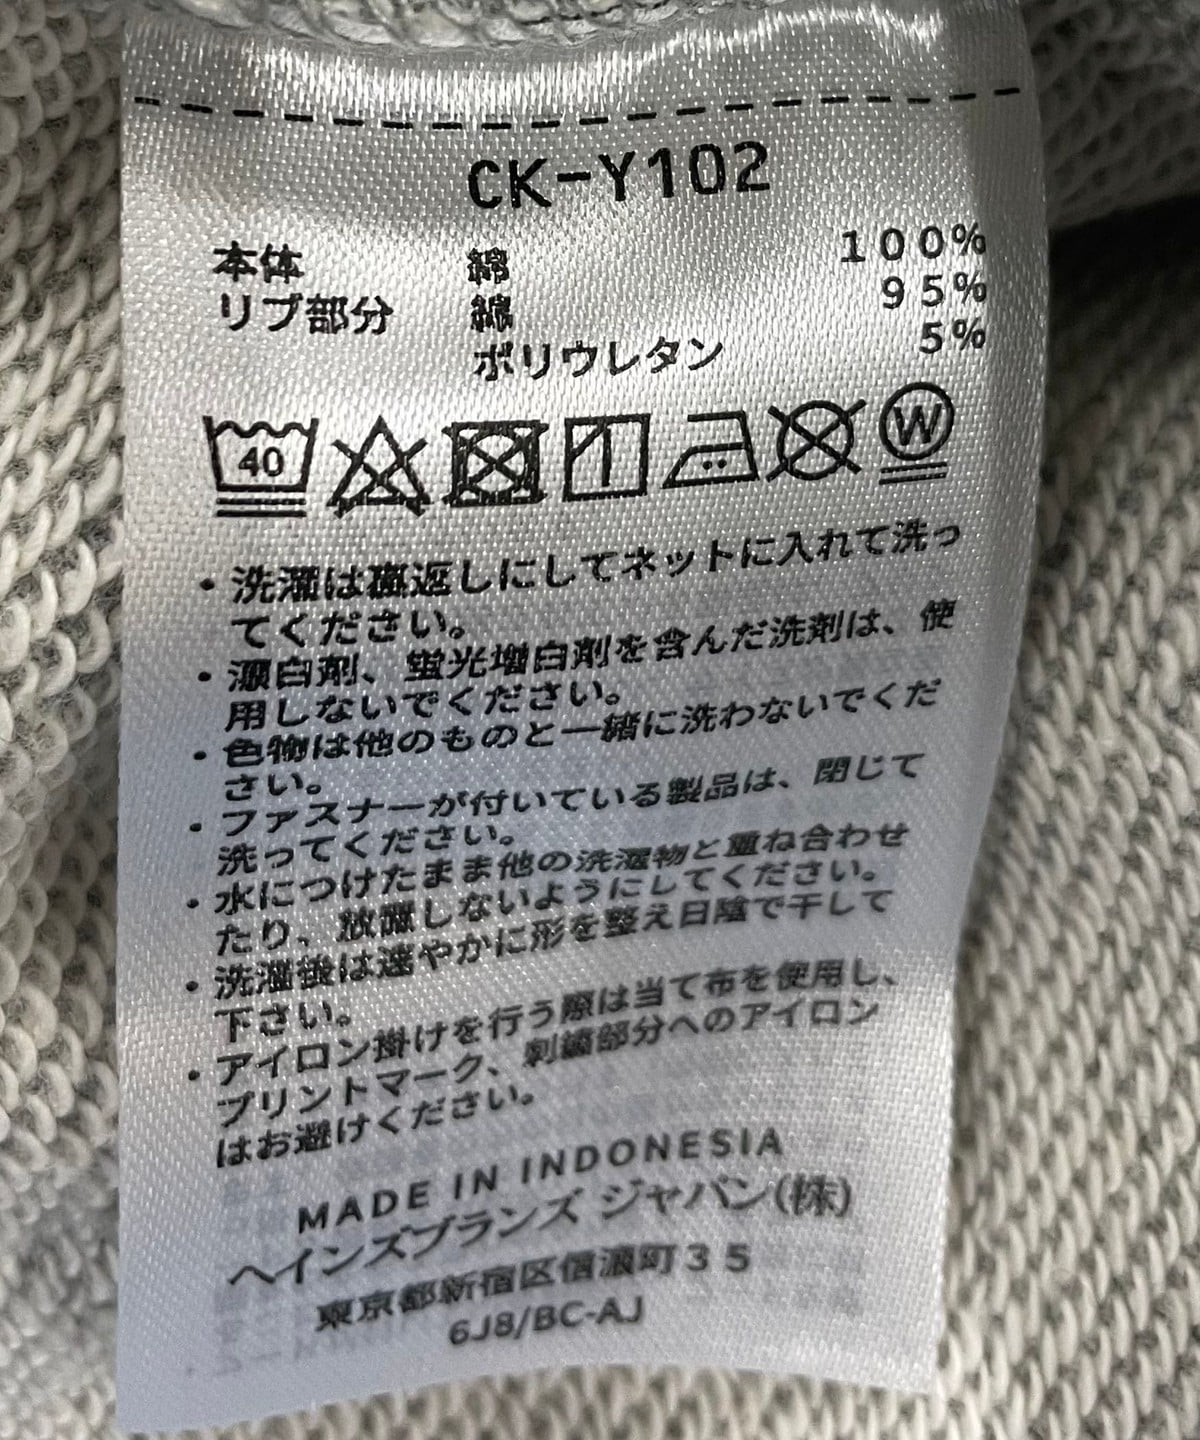 CK-Y102
本体 綿 100%
リブ部分 綿 95%
ポリウレタン 5%
40
W
・洗濯は裏返しにしてネットに入れて洗っ
てください。
・漂白剤、蛍光増白剤を含んだ洗剤は、使
用しないでください。
・色物は他のものと一緒に洗わないでくだ
さい。
・ファスナーが付いている製品は、閉じて
洗ってください。
・水につけたまま他の洗濯物と重ね合わせ
たり、放置しないようにしてください。
・洗濯後は速やかに形を整え日陰で干して
下さい。
・アイロン掛けを行う際は当て布を使用し、
プリントマーク、刺繍部分へのアイロン
はお避けください。
MADE IN INDONESIA
ヘインズブランズ ジャパン(株)
東京都新宿区信濃町35
6J8/BC-AJ